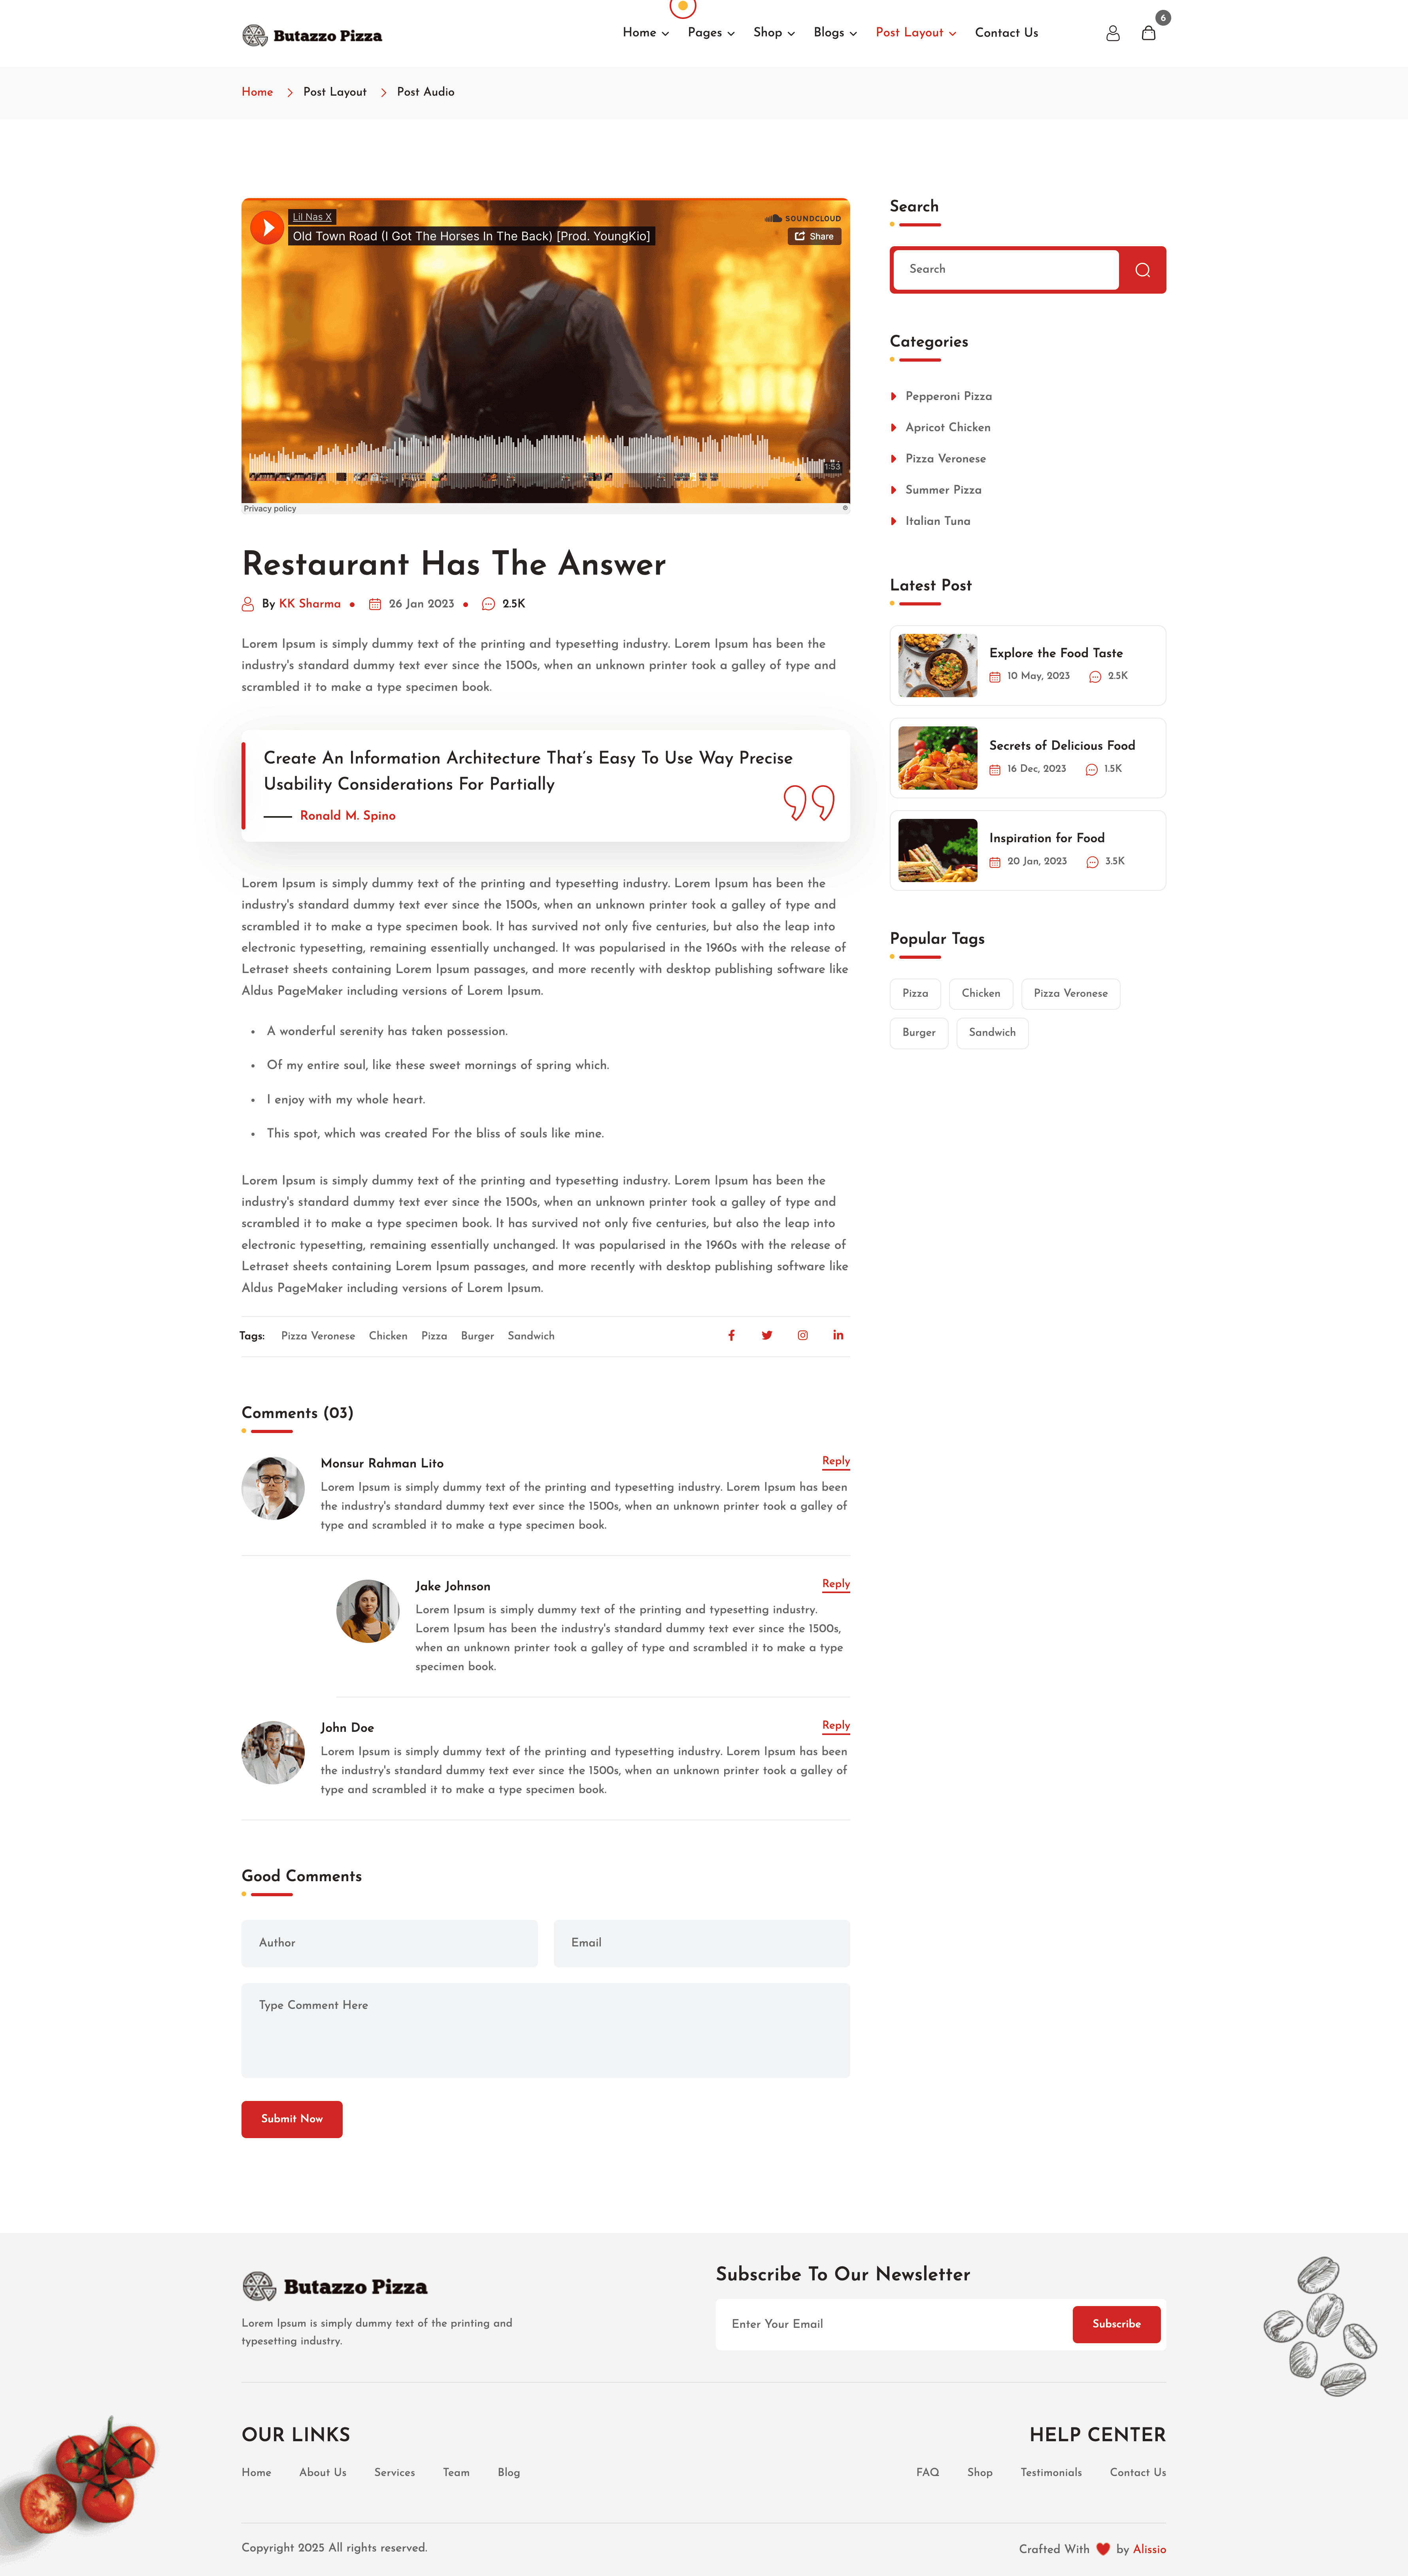 Butazzo Pizza
Home Pages Shop Blogs Post Layout Contact Us 6
Home Post Layout Post Audio
Lil Nas X
Old Town Road (I Got The Horses In The Back) [Prod. YoungKio]
SOUNDCLOUD
Share
1:53
Privacy policy
Restaurant Has The Answer
By KK Sharma 26 Jan 2023 2.5K
Lorem Ipsum is simply dummy text of the printing and typesetting industry. Lorem Ipsum has been the
industry's standard dummy text ever since the 1500s, when an unknown printer took a galley of type and
scrambled it to make a type specimen book.
Create An Information Architecture That's Easy To Use Way Precise
Usability Considerations For Partially
Ronald M. Spino
Lorem Ipsum is simply dummy text of the printing and typesetting industry. Lorem Ipsum has been the
industry's standard dummy text ever since the 1500s, when an unknown printer took a galley of type and
scrambled it to make a type specimen book. It has survived not only five centuries, but also the leap into
electronic typesetting, remaining essentially unchanged. It was popularised in the 1960s with the release of
Letraset sheets containing Lorem Ipsum passages, and more recently with desktop publishing software like
Aldus PageMaker including versions of Lorem Ipsum.
• A wonderful serenity has taken possession.
• Of my entire soul, like these sweet mornings of spring which.
• I enjoy with my whole heart.
• This spot, which was created For the bliss of souls like mine.
Lorem Ipsum is simply dummy text of the printing and typesetting industry. Lorem Ipsum has been the
industry's standard dummy text ever since the 1500s, when an unknown printer took a galley of type and
scrambled it to make a type specimen book. It has survived not only five centuries, but also the leap into
electronic typesetting, remaining essentially unchanged. It was popularised in the 1960s with the release of
Letraset sheets containing Lorem Ipsum passages, and more recently with desktop publishing software like
Aldus PageMaker including versions of Lorem Ipsum.
Tags: Pizza Veronese Chicken Pizza Burger Sandwich
Comments (03)
Monsur Rahman Lito
Reply
Lorem Ipsum is simply dummy text of the printing and typesetting industry. Lorem Ipsum has been
the industry's standard dummy text ever since the 1500s, when an unknown printer took a galley of
type and scrambled it to make a type specimen book.
Jake Johnson
Reply
Lorem Ipsum is simply dummy text of the printing and typesetting industry.
Lorem Ipsum has been the industry's standard dummy text ever since the 1500s,
when an unknown printer took a galley of type and scrambled it to make a type
specimen book.
John Doe
Reply
Lorem Ipsum is simply dummy text of the printing and typesetting industry. Lorem Ipsum has been
the industry's standard dummy text ever since the 1500s, when an unknown printer took a galley of
type and scrambled it to make a type specimen book.
Good Comments
Author
Email
Type Comment Here
Submit Now
Search
Search
Categories
Pepperoni Pizza
Apricot Chicken
Pizza Veronese
Summer Pizza
Italian Tuna
Latest Post
Explore the Food Taste
10 May, 2023 2.5K
Secrets of Delicious Food
16 Dec, 2023 1.5K
Inspiration for Food
20 Jan, 2023 3.5K
Popular Tags
Pizza Chicken Pizza Veronese
Burger Sandwich
Butazzo Pizza
Lorem Ipsum is simply dummy text of the printing and
typesetting industry.
Subscribe To Our Newsletter
Enter Your Email
Subscribe
OUR LINKS
Home About Us Services Team Blog
HELP CENTER
FAQ Shop Testimonials Contact Us
Copyright 2025 All rights reserved.
Crafted With ❤ by Alissio